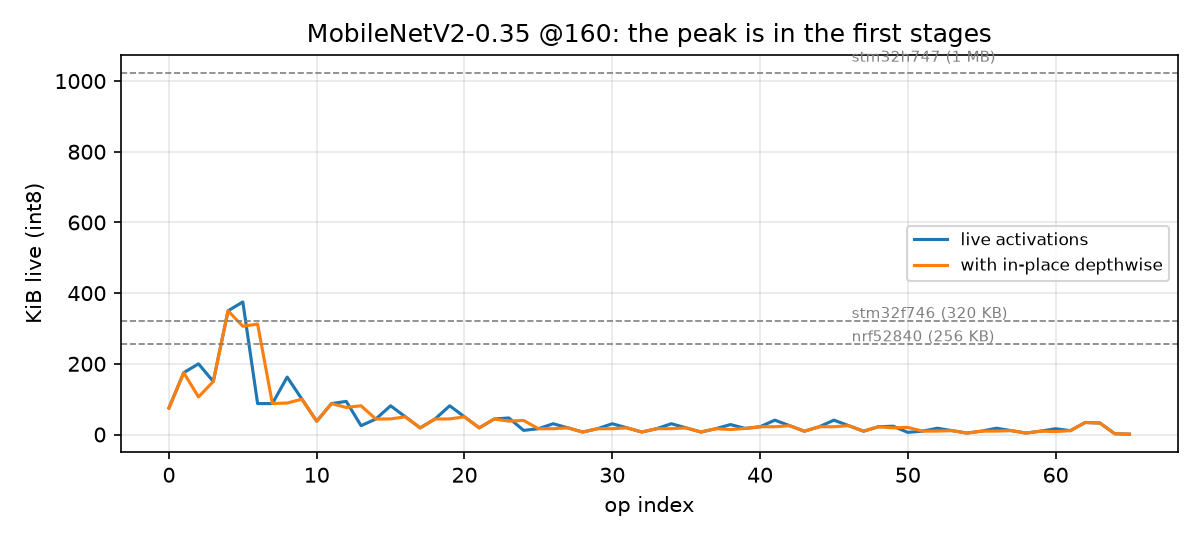 MobileNetV2-0.35 @160: the peak is in the first stages
stm32h747 (1 MB)
1000
800
600
400
200
0
KiB live (int8)
live activations
with in-place depthwise
stm32f746 (320 KB)
nrf52840 (256 KB)
0 10 20 30 40 50 60
op index